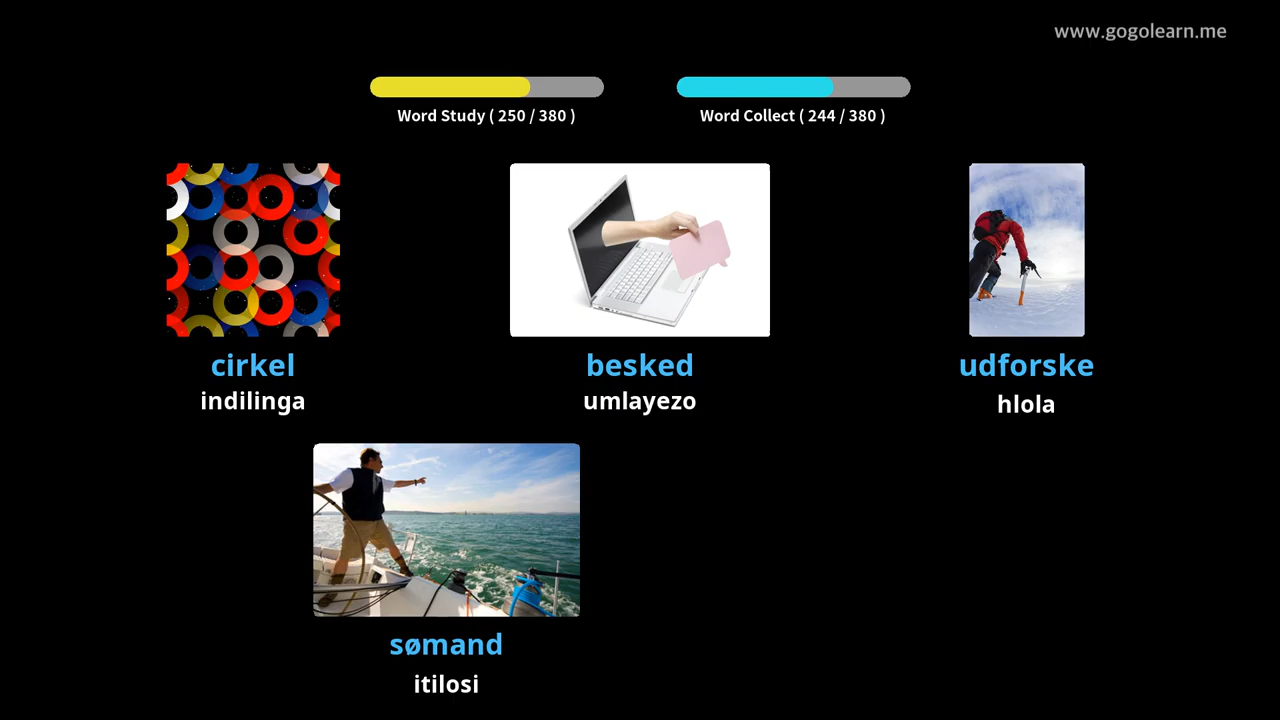 www.gogolearn.me
Word Study ( 250 / 380 )
Word Collect ( 244 / 380 )
cirkel
indilinga
besked
umlayezo
udforske
hlola
sømand
itilosi